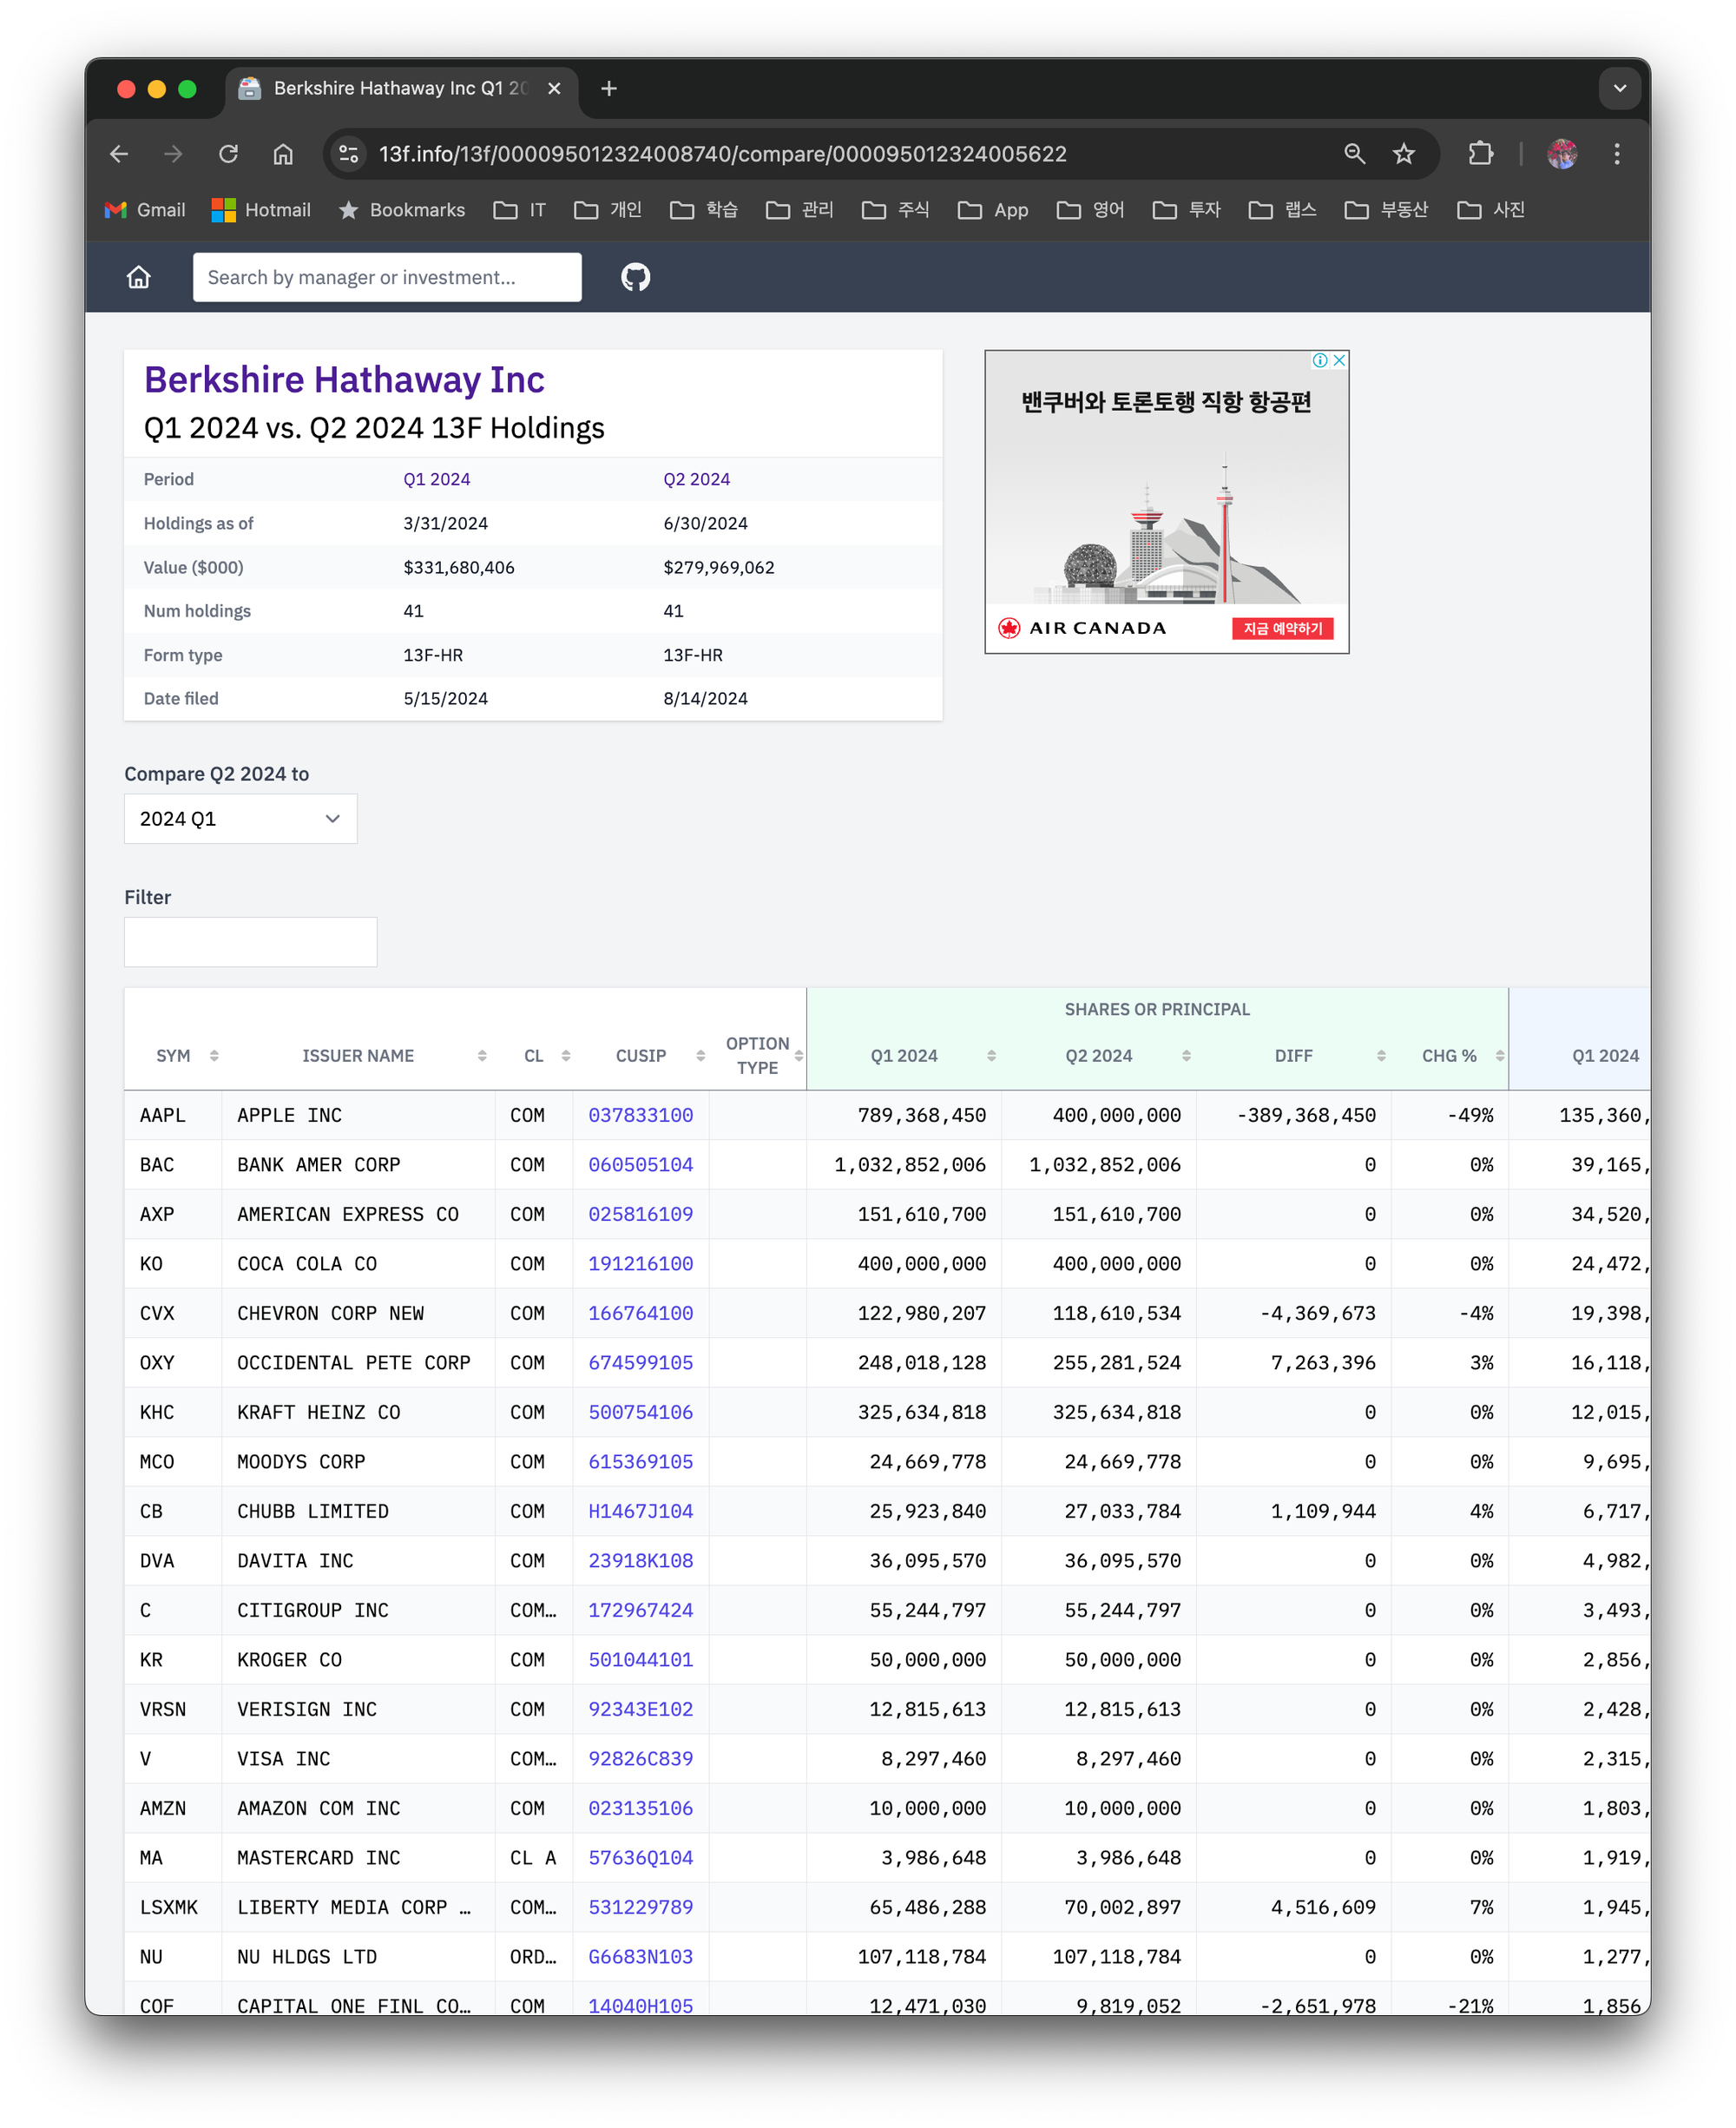 Berkshire Hathaway Inc Q1 20
13f.info/13f/000095012324008740/compare/000095012324005622
Gmail Hotmail Bookmarks IT 개인 학습 관리 주식 App 영어 투자 랩스 부동산 사진
Search by manager or investment...
Berkshire Hathaway Inc
Q1 2024 vs. Q2 2024 13F Holdings
Period Q1 2024 Q2 2024
Holdings as of 3/31/2024 6/30/2024
Value ($000) $331,680,406 $279,969,062
Num holdings 41 41
Form type 13F-HR 13F-HR
Date filed 5/15/2024 8/14/2024
밴쿠버와 토론토행 직항 항공편
AIR CANADA 지금 예약하기
Compare Q2 2024 to
2024 Q1
Filter
SHARES OR PRINCIPAL
SYM ISSUER NAME CL CUSIP OPTION TYPE Q1 2024 Q2 2024 DIFF CHG % Q1 2024
AAPL APPLE INC COM 037833100 789,368,450 400,000,000 -389,368,450 -49% 135,360,
BAC BANK AMER CORP COM 060505104 1,032,852,006 1,032,852,006 0 0% 39,165,
AXP AMERICAN EXPRESS CO COM 025816109 151,610,700 151,610,700 0 0% 34,520,
KO COCA COLA CO COM 191216100 400,000,000 400,000,000 0 0% 24,472,
CVX CHEVRON CORP NEW COM 166764100 122,980,207 118,610,534 -4,369,673 -4% 19,398,
OXY OCCIDENTAL PETE CORP COM 674599105 248,018,128 255,281,524 7,263,396 3% 16,118,
KHC KRAFT HEINZ CO COM 500754106 325,634,818 325,634,818 0 0% 12,015,
MCO MOODYS CORP COM 615369105 24,669,778 24,669,778 0 0% 9,695,
CB CHUBB LIMITED COM H1467J104 25,923,840 27,033,784 1,109,944 4% 6,717,
DVA DAVITA INC COM 23918K108 36,095,570 36,095,570 0 0% 4,982,
C CITIGROUP INC COM… 172967424 55,244,797 55,244,797 0 0% 3,493,
KR KROGER CO COM 501044101 50,000,000 50,000,000 0 0% 2,856,
VRSN VERISIGN INC COM 92343E102 12,815,613 12,815,613 0 0% 2,428,
V VISA INC COM… 92826C839 8,297,460 8,297,460 0 0% 2,315,
AMZN AMAZON COM INC COM 023135106 10,000,000 10,000,000 0 0% 1,803,
MA MASTERCARD INC CL A 57636Q104 3,986,648 3,986,648 0 0% 1,919,
LSXMK LIBERTY MEDIA CORP … COM… 531229789 65,486,288 70,002,897 4,516,609 7% 1,945,
NU NU HLDGS LTD ORD… G6683N103 107,118,784 107,118,784 0 0% 1,277,
COF CAPITAL ONE FINL CO… COM 14040H105 12,471,030 9,819,052 -2,651,978 -21% 1,856